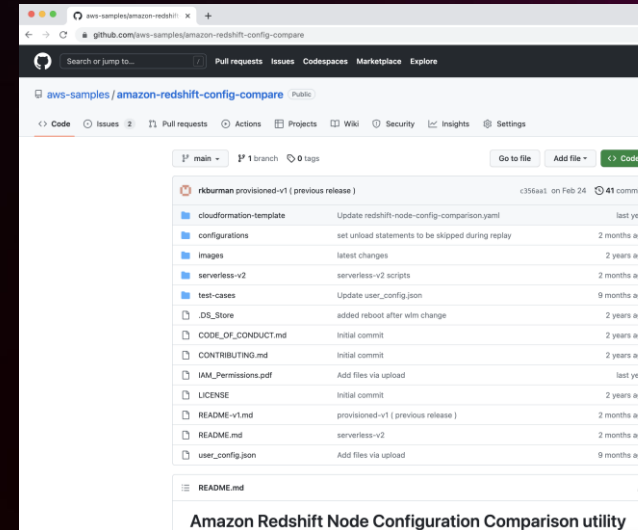 aws-samples/amazon-redshift
github.com/aws-samples/amazon-redshift-config-compare
Search or jump to... / Pull requests Issues Codespaces Marketplace Explore
aws-samples / amazon-redshift-config-compare Public
<> Code Issues 2 Pull requests Actions Projects Wiki Security Insights Settings
main 1 branch 0 tags Go to file Add file <> Code
rkburman provisioned-v1 ( previous release ) c356aa1 on Feb 24 41 comm
cloudformation-template Update redshift-node-config-comparison.yaml last ye
configurations set unload statements to be skipped during replay 2 months a
images latest changes 2 years a
serverless-v2 serverless-v2 scripts 2 months a
test-cases Update user_config.json 9 months a
.DS_Store added reboot after wlm change 2 years a
CODE_OF_CONDUCT.md Initial commit 2 years a
CONTRIBUTING.md Initial commit 2 years a
IAM_Permissions.pdf Add files via upload last ye
LICENSE Initial commit 2 years a
README-v1.md provisioned-v1 ( previous release ) 2 months a
README.md serverless-v2 2 months a
user_config.json Add files via upload 9 months a
README.md
Amazon Redshift Node Configuration Comparison utility